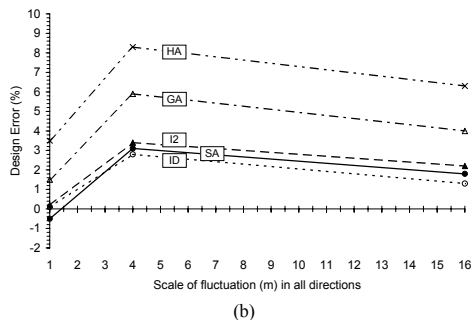 10
9
8
7
6
5
4
3
2
1
0
-1
-2
Design Error (%)
HA
GA
I2
SA
ID
1 2 3 4 5 6 7 8 9 10 11 12 13 14 15 16
Scale of fluctuation (m) in all directions
(b)